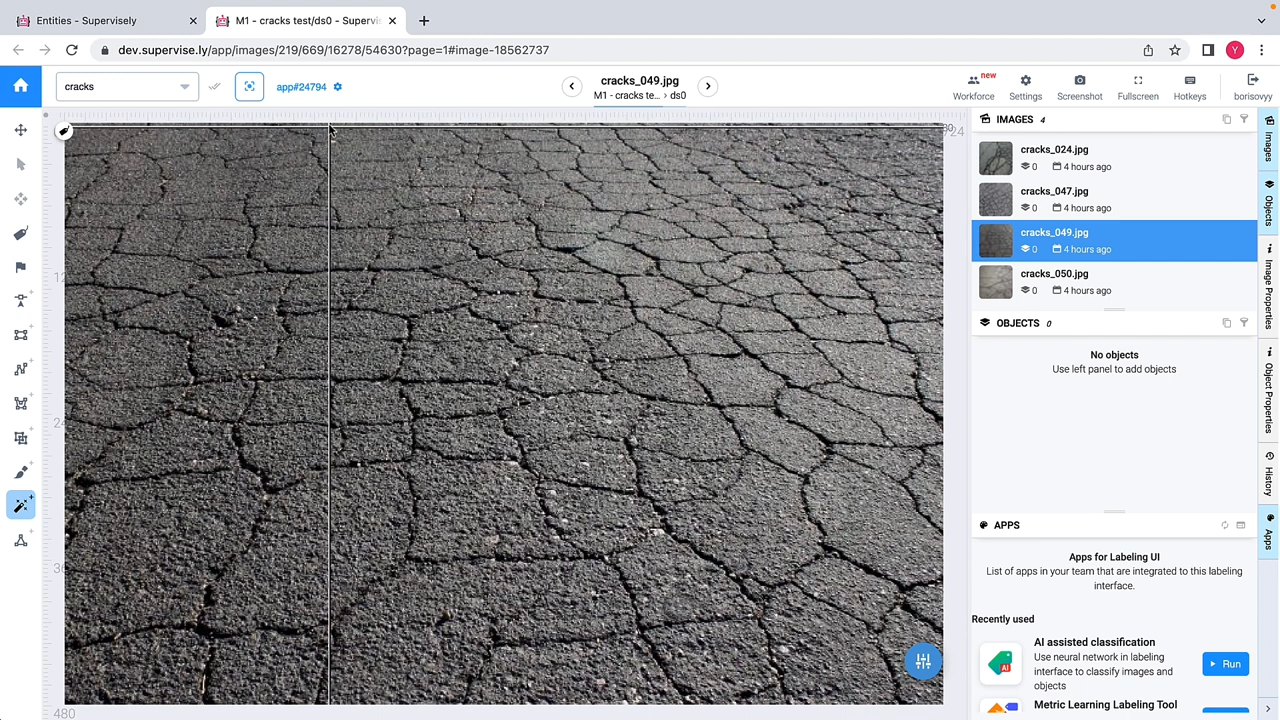 Entities - Supervisely
M1 - cracks test/ds0 - Supervis
dev.supervise.ly/app/images/219/669/16278/54630?page=1#image-18562737
Y
cracks
app#24794
cracks_049.jpg
M1 - cracks te... › ds0
new
Workforce
Settings
Screenshot
Fullscreen
Hotkeys
borisovyy
24
480
IMAGES 4
cracks_024.jpg
0 4 hours ago
cracks_047.jpg
0 4 hours ago
cracks_049.jpg
0 4 hours ago
cracks_050.jpg
0 4 hours ago
OBJECTS 0
No objects
Use left panel to add objects
APPS
Apps for Labeling UI
List of apps in your team that are integrated to this labeling
interface.
AI assisted classification
Use neural network in labeling
interface to classify images and
objects
Run
Metric Learning Labeling Tool
Images
Image Properties
Object Properties
Apps